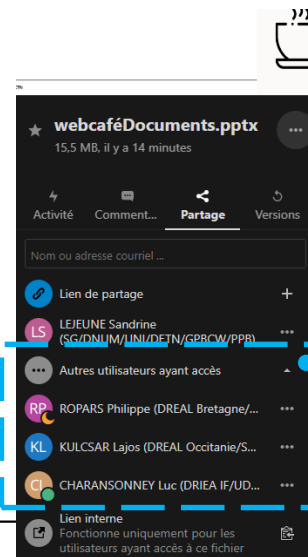 webcaféDocuments.pptx
15,5 MB, il y a 14 minutes
Activité Comment... Partage Versions
Nom ou adresse courriel ...
Lien de partage
LS LEJEUNE Sandrine
(SG/DNUM/UNI/DETN/GPBCW/PPB)
Autres utilisateurs ayant accès
RP ROPARS Philippe (DREAL Bretagne/...
KL KULCSAR Lajos (DREAL Occitanie/S...
CI CHARANSONNEY Luc (DRIEA IF/UD...
Lien interne
Fonctionne uniquement pour les
utilisateurs ayant accès à ce fichier